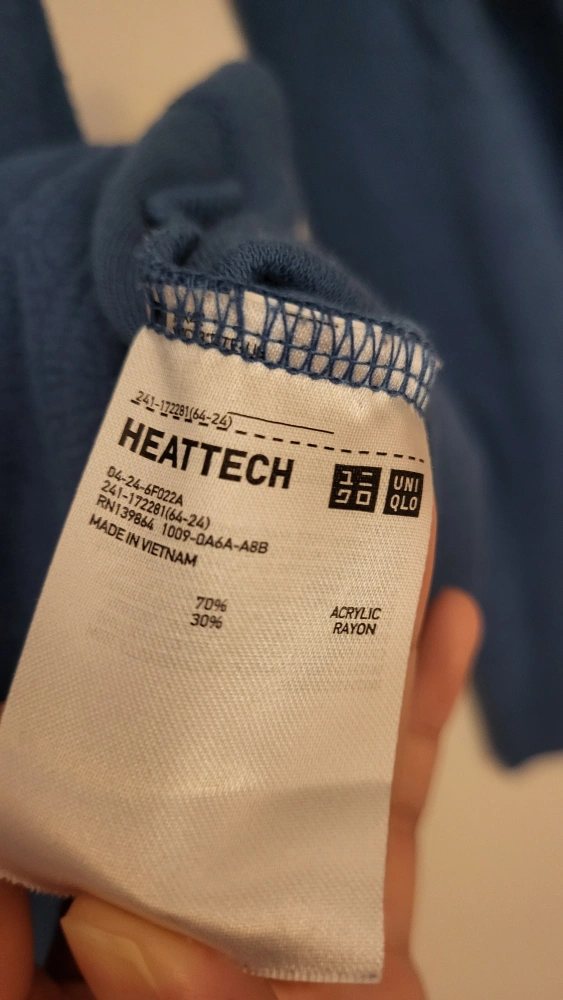 241-172281(64-24)
HEATTECH
ユニ
クロ
UNI
QLO
04-24-6F022A
241-172281(64-24)
RN139864 1009-0A6A-A8B
MADE IN VIETNAM
70% ACRYLIC
30% RAYON